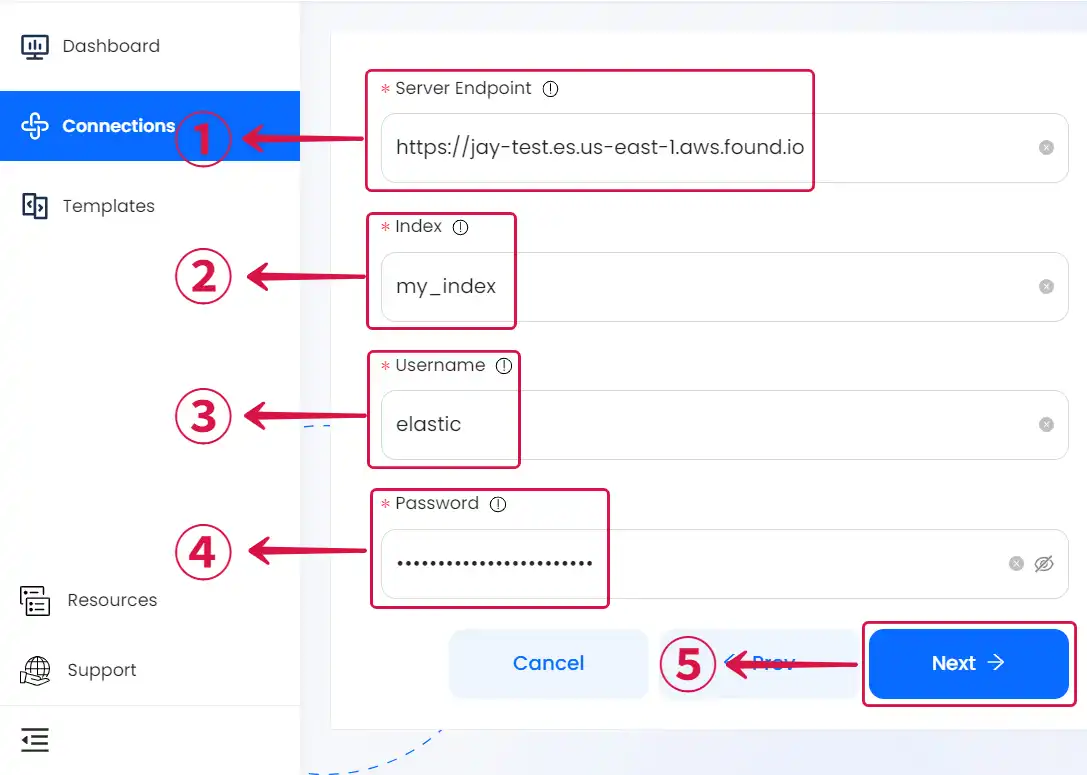 Dashboard
Connections
Templates
Resources
Support
* Server Endpoint
https://jay-test.es.us-east-1.aws.found.io
1
* Index
my_index
2
* Username
elastic
3
* Password
••••••••••••••••••••••••
4
Cancel
5
Prev
Next